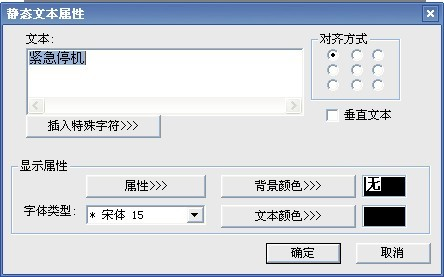 静态文本属性
文本:
紧急停机
插入特殊字符>>>
对齐方式
垂直文本
显示属性
属性>>>
背景颜色>>>
无
字体类型:
* 宋体 15
文本颜色>>>
确定
取消